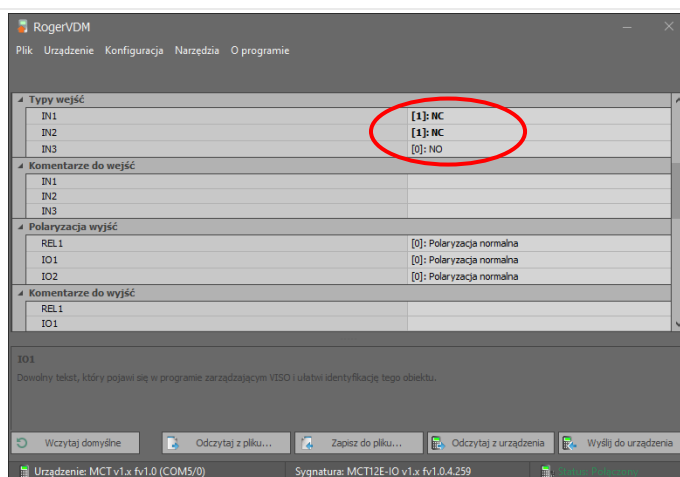 RogerVDM
Plik Urządzenie Konfiguracja Narzędzia O programie
Typy wejść
IN1 [1]: NC
IN2 [1]: NC
IN3 [0]: NO
Komentarze do wejść
IN1
IN2
IN3
Polaryzacja wyjść
REL1 [0]: Polaryzacja normalna
IO1 [0]: Polaryzacja normalna
IO2 [0]: Polaryzacja normalna
Komentarze do wyjść
REL1
IO1
IO1
Dowolny tekst, który pojawi się w programie zarządzającym VISO i ułatwi identyfikację tego obiektu.
Wczytaj domyślne Odczytaj z pliku... Zapisz do pliku... Odczytaj z urządzenia Wyślij do urządzenia
Urządzenie: MCT v1.x fv1.0 (COM5/0) Sygnatura: MCT12E-IO v1.x fv1.0.4.259 Status: Połączony